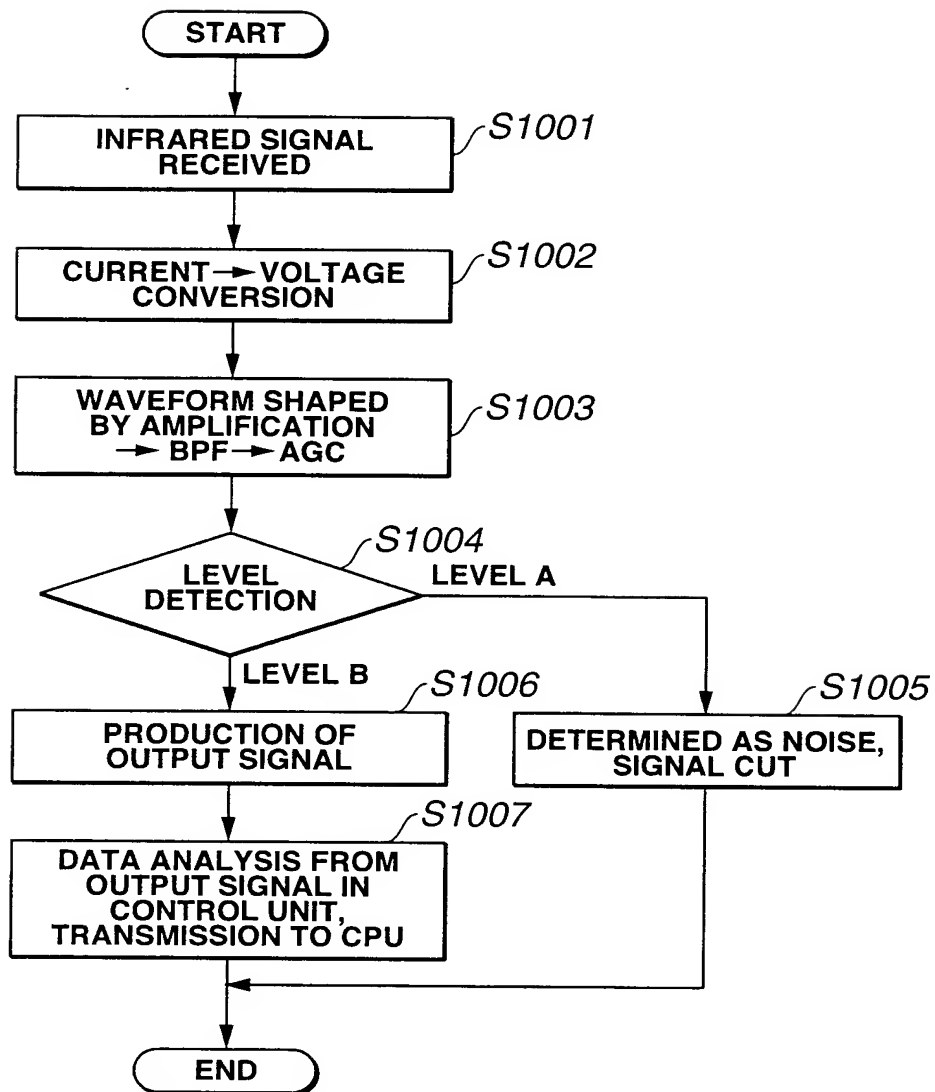 START
INFRARED SIGNAL
RECEIVED
S1001
CURRENT → VOLTAGE
CONVERSION
S1002
WAVEFORM SHAPED
BY AMPLIFICATION
→ BPF → AGC
S1003
LEVEL
DETECTION
S1004
LEVEL A
LEVEL B
DETERMINED AS NOISE,
SIGNAL CUT
S1005
PRODUCTION OF
OUTPUT SIGNAL
S1006
DATA ANALYSIS FROM
OUTPUT SIGNAL IN
CONTROL UNIT,
TRANSMISSION TO CPU
S1007
END